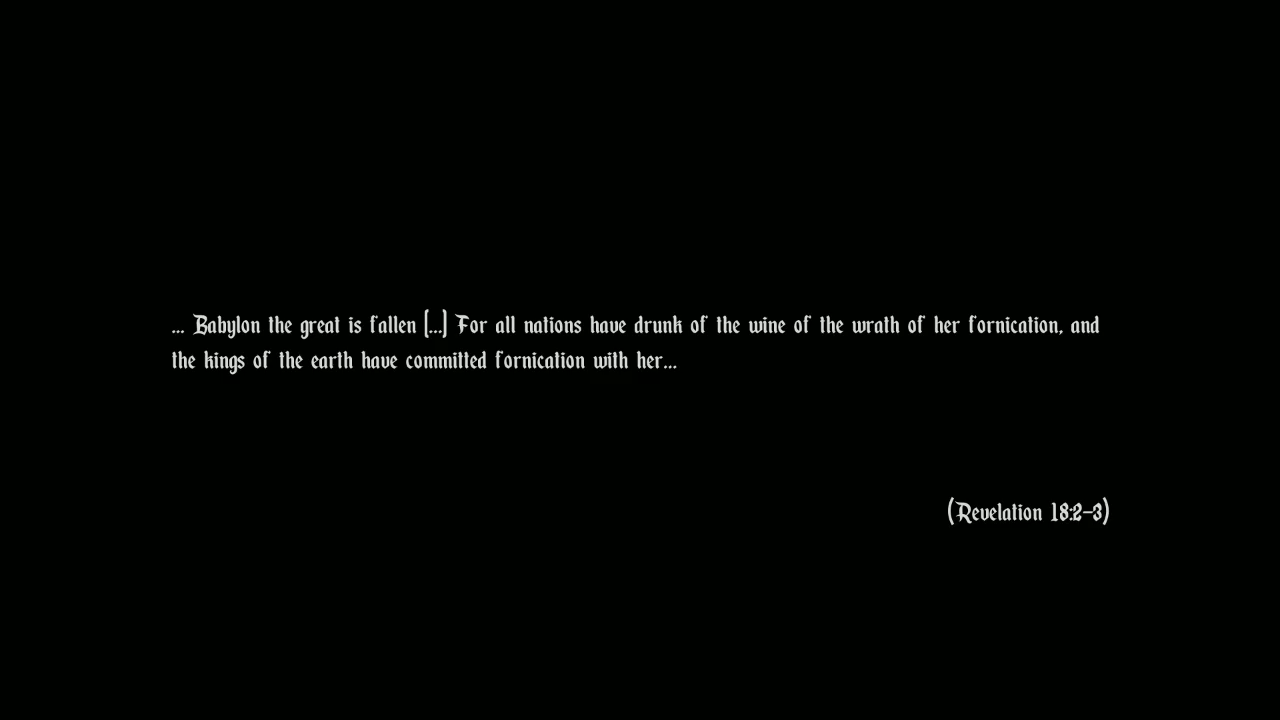 ... Babylon the great is fallen [...] For all nations have drunk of the wine of the wrath of her fornication, and
the kings of the earth have committed fornication with her...
(Revelation 18:2-3)